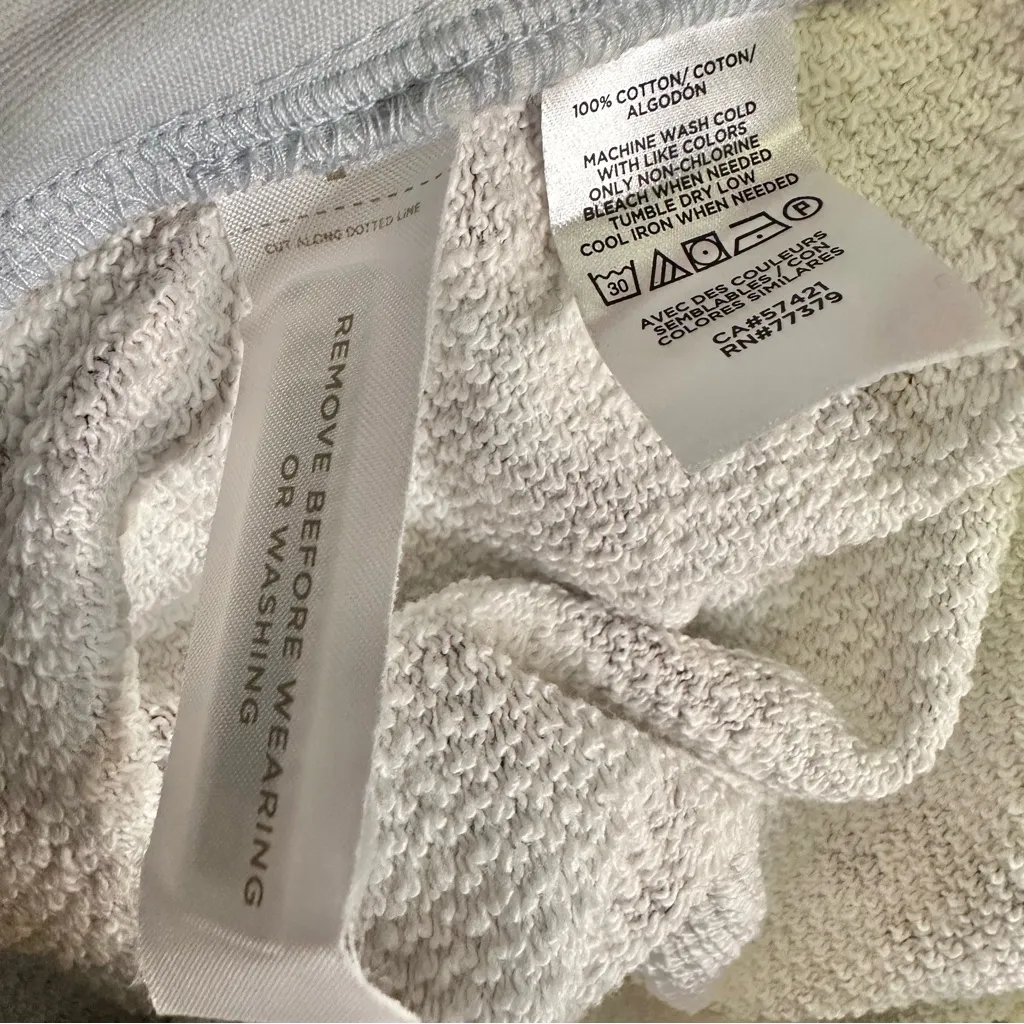 CUT ALONG DOTTED LINE
REMOVE BEFORE WEARING
OR WASHING
100% COTTON/ COTON/
ALGODÓN
MACHINE WASH COLD
WITH LIKE COLORS
ONLY NON-CHLORINE
BLEACH WHEN NEEDED
TUMBLE DRY LOW
COOL IRON WHEN NEEDED
30 P
AVEC DES COULEURS
SEMBLABLES / CON
COLORES SIMILARES
CA#57421
RN#77379